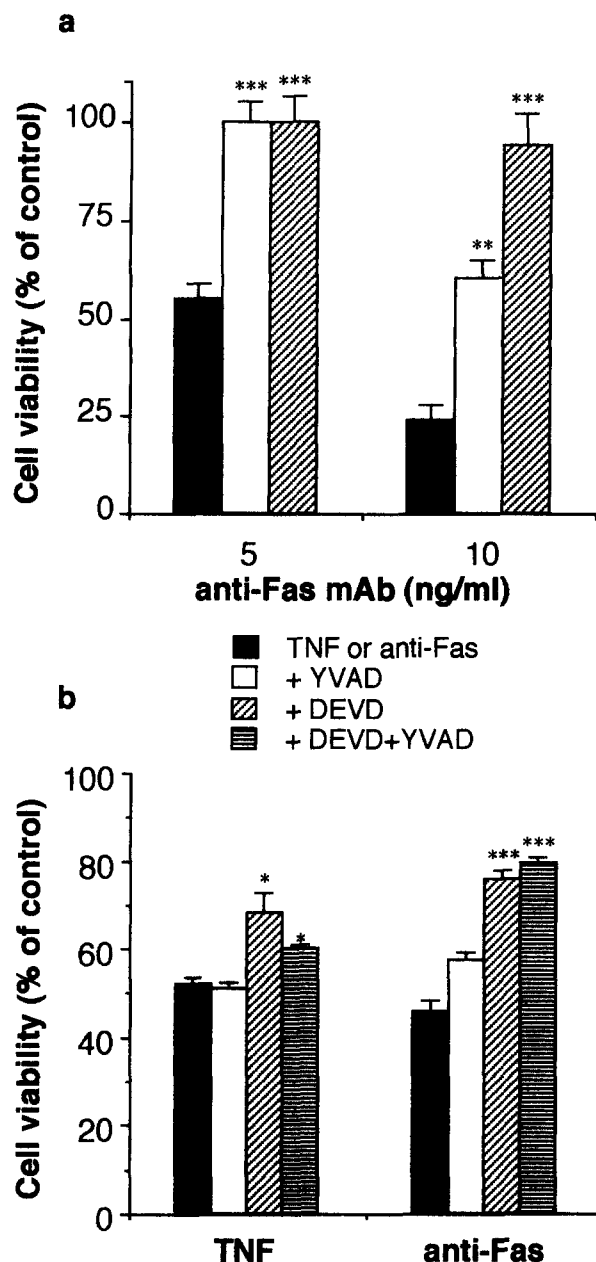 a
Cell viability (% of control)
100
75
50
25
0
*** ***
**
***
5 10
anti-Fas mAb (ng/ml)
TNF or anti-Fas
+ YVAD
+ DEVD
+ DEVD+YVAD
b
Cell viability (% of control)
100
80
60
40
20
0
*
*
***
***
TNF anti-Fas